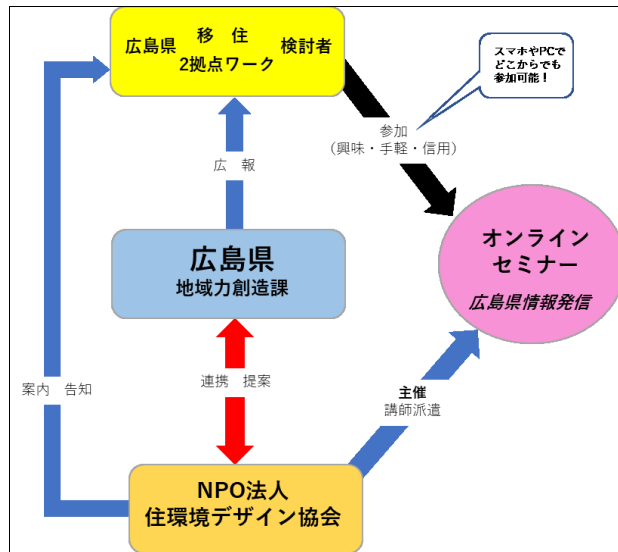 広島県 移 住 検討者
2拠点ワーク
スマホやPCで
どこからでも
参加可能！
参加
（興味・手軽・信用）
広 報
広島県
地域力創造課
オンライン
セミナー
広島県情報発信
案内 告知
連携 提案
主催
講師派遣
NPO法人
住環境デザイン協会